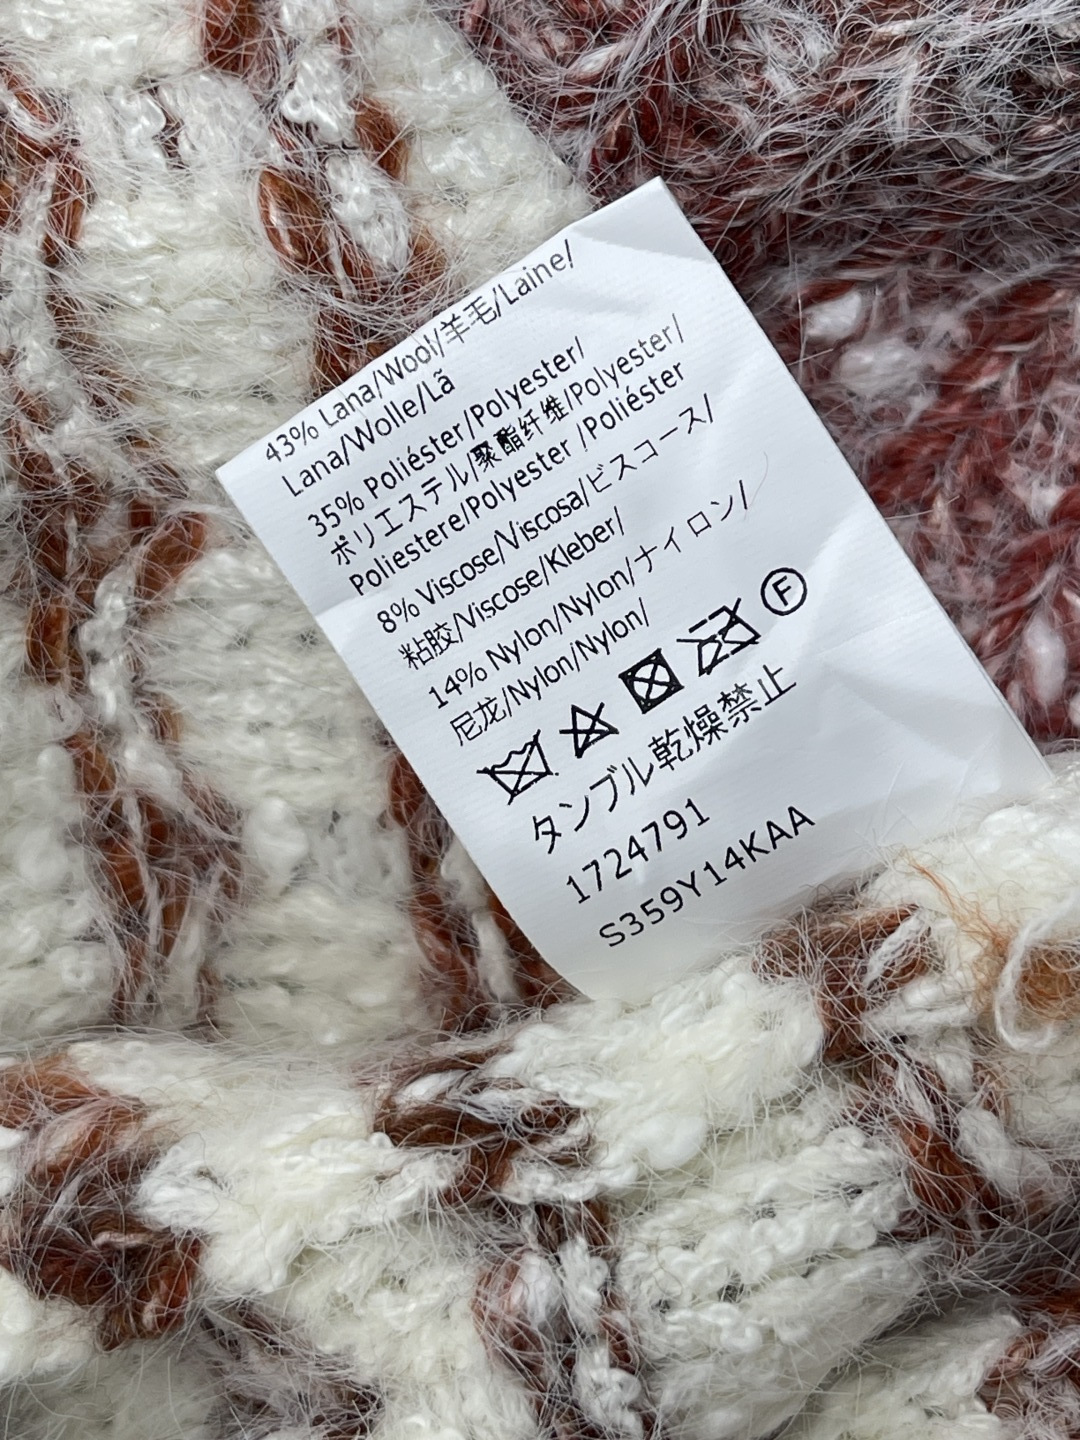 43% Lana/Wool/羊毛/Laine/
Lana/Wolle/Lã
35% Poliéster/Polyester/
ポリエステル/聚酯纤维/Polyester/
Poliestere/Polyester /Poliéster
8% Viscose/Viscosa/ビスコース/
粘胶/Viscose/Kleber/
14% Nylon/Nylon/ナイロン/
尼龙/Nylon/Nylon/
F
タンブル乾燥禁止
1724791
S359Y14KAA